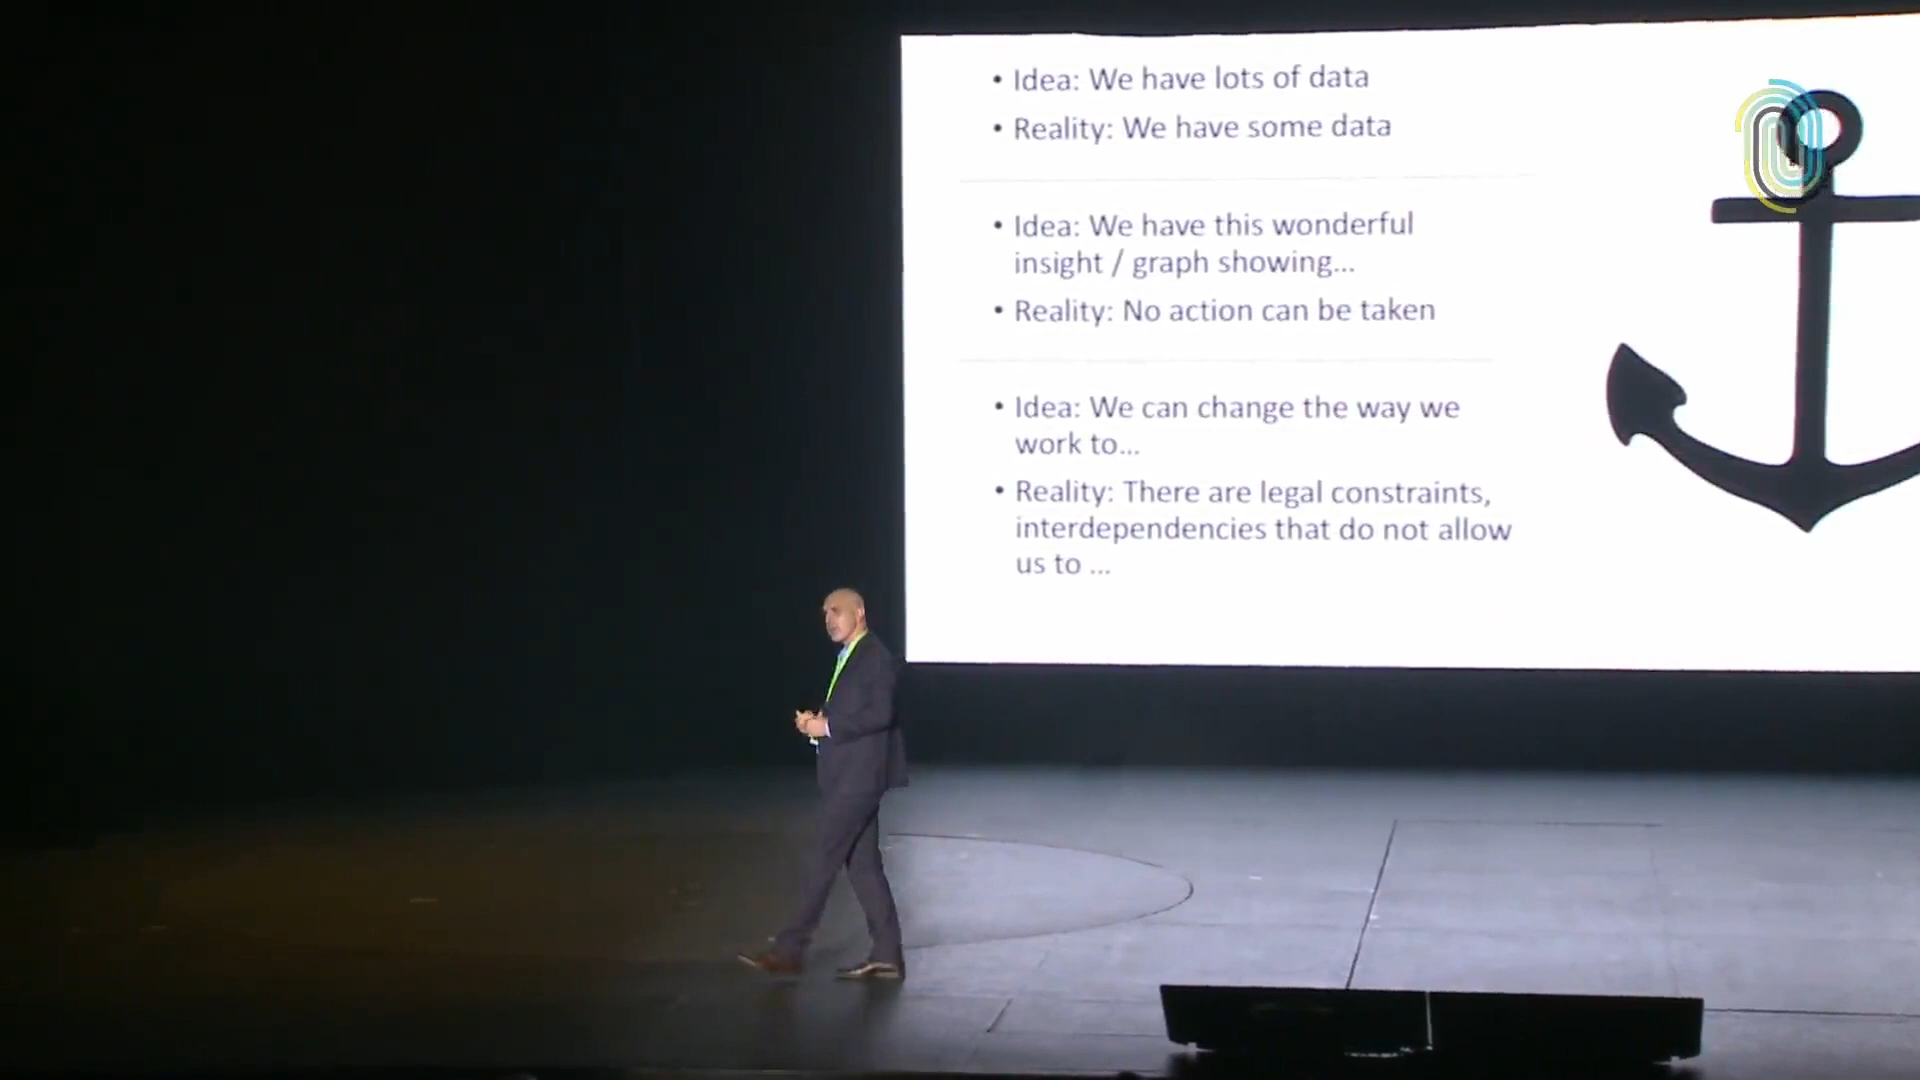 • Idea: We have lots of data
• Reality: We have some data
• Idea: We have this wonderful
insight / graph showing...
• Reality: No action can be taken
• Idea: We can change the way we
work to...
• Reality: There are legal constraints,
interdependencies that do not allow
us to ...